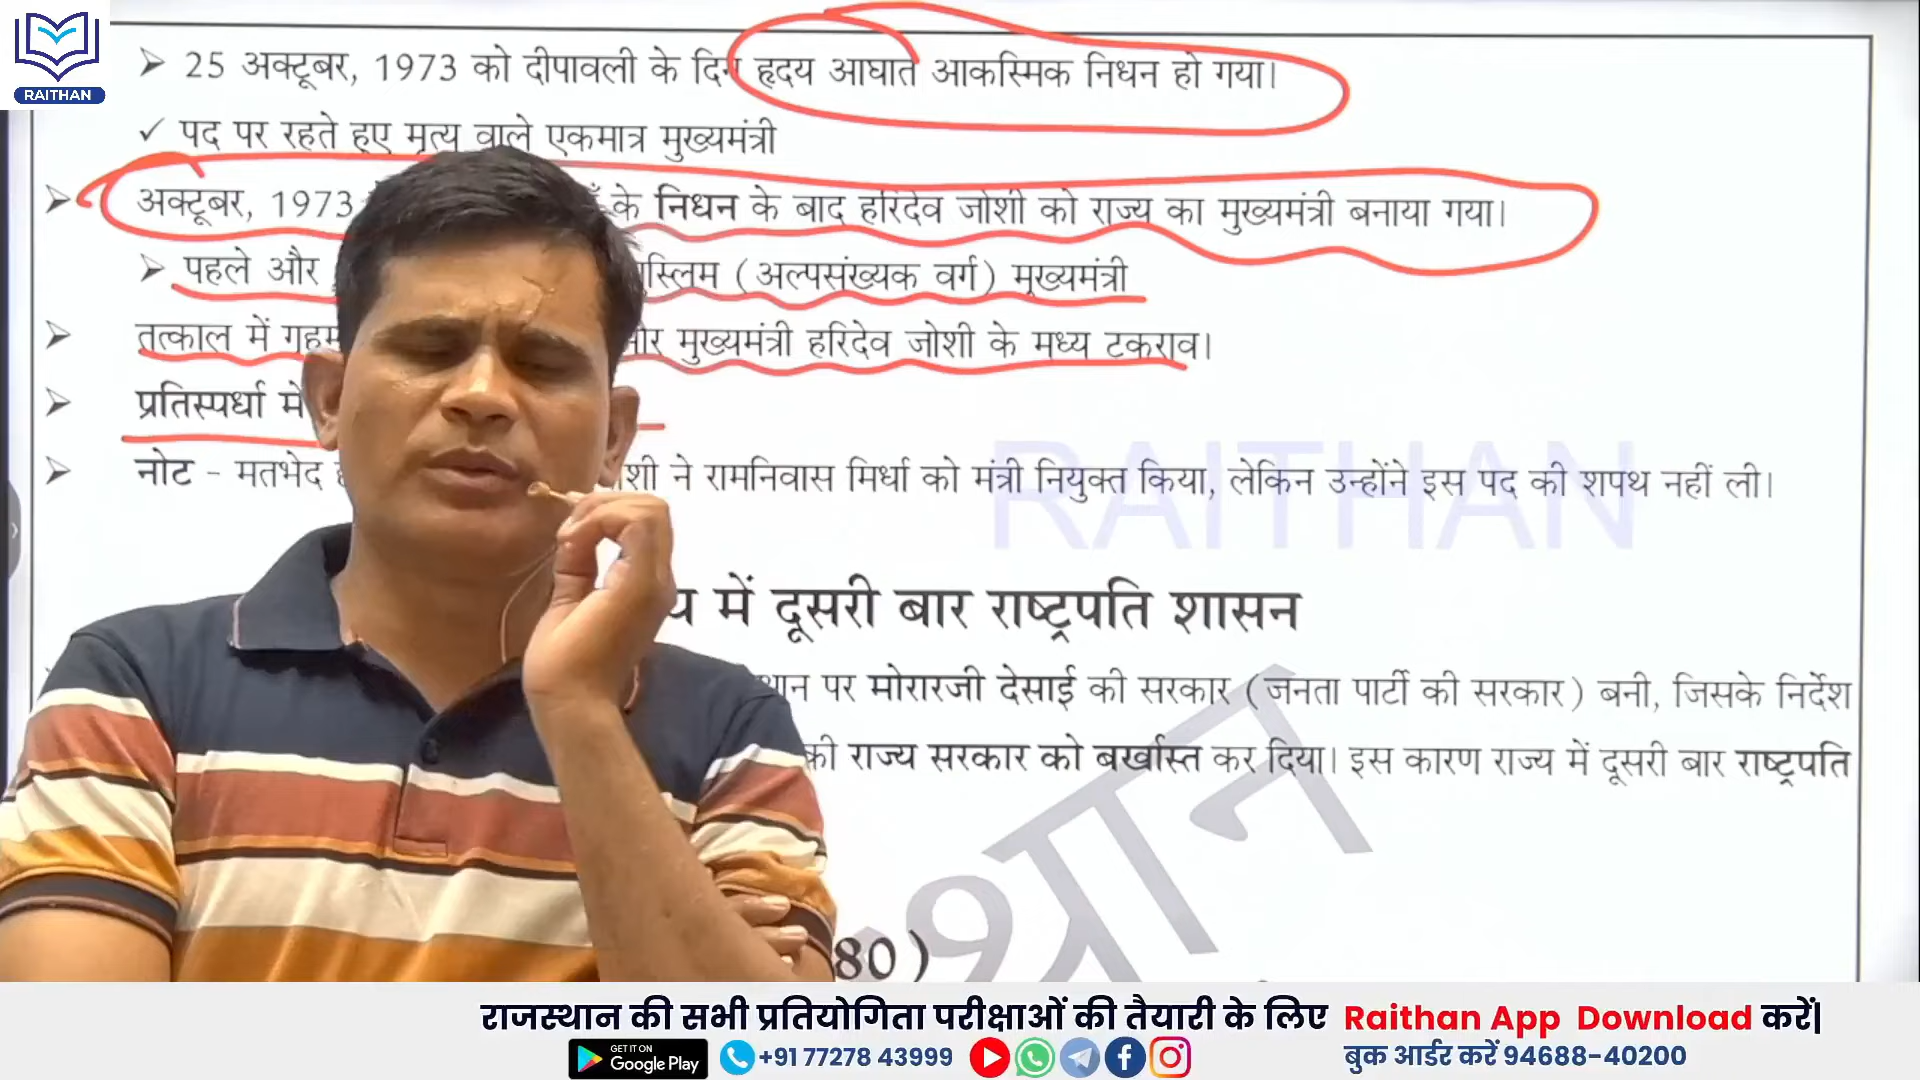 RAITHAN
➢ 25 अक्टूबर, 1973 को दीपावली के दिन हृदय आघात आकस्मिक निधन हो गया।
✓ पद पर रहते हुए मृत्यु वाले एकमात्र मुख्यमंत्री
➢ अक्टूबर, 1973 के निधन के बाद हरिदेव जोशी को राज्य का मुख्यमंत्री बनाया गया।
➢ पहले और मुस्लिम (अल्पसंख्यक वर्ग) मुख्यमंत्री
➢ तत्काल में गृहमं और मुख्यमंत्री हरिदेव जोशी के मध्य टकराव।
➢ प्रतिस्पर्धा में
➢ नोट - मतभेद शी ने रामनिवास मिर्धा को मंत्री नियुक्त किया, लेकिन उन्होंने इस पद की शपथ नहीं ली।
RAITHAN
य में दूसरी बार राष्ट्रपति शासन
थान पर मोरारजी देसाई की सरकार (जनता पार्टी की सरकार) बनी, जिसके निर्देश
की राज्य सरकार को बर्खास्त कर दिया। इस कारण राज्य में दूसरी बार राष्ट्रपति
थान
80)
राजस्थान की सभी प्रतियोगिता परीक्षाओं की तैयारी के लिए Raithan App Download करें|
GET IT ON Google Play +91 77278 43999 बुक आर्डर करें 94688-40200